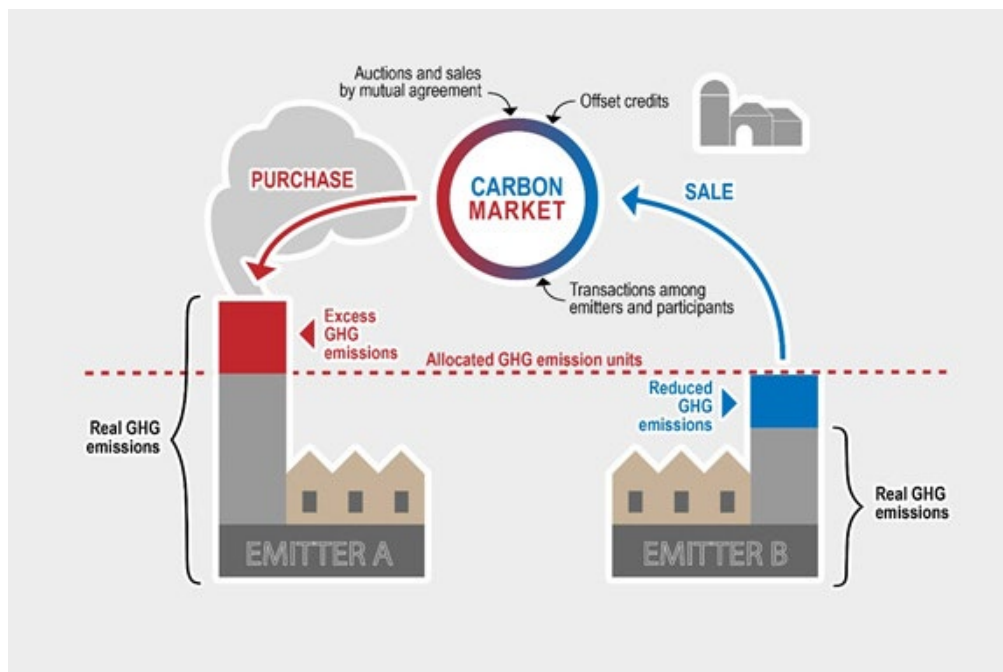 Auctions and sales
by mutual agreement
Offset credits
PURCHASE
CARBON
MARKET
SALE
Transactions among
emitters and participants
Excess
GHG
emissions
Allocated GHG emission units
Reduced
GHG
emissions
Real GHG
emissions
Real GHG
emissions
EMITTER A
EMITTER B